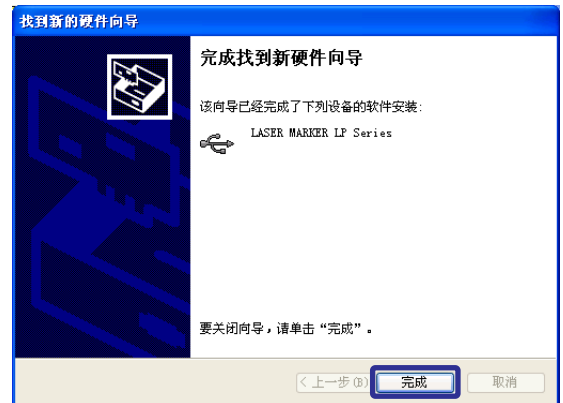 找到新的硬件向导
完成找到新硬件向导
该向导已经完成了下列设备的软件安装:
LASER MARKER LP Series
要关闭向导，请单击“完成”。
<上一步(B)
完成
取消